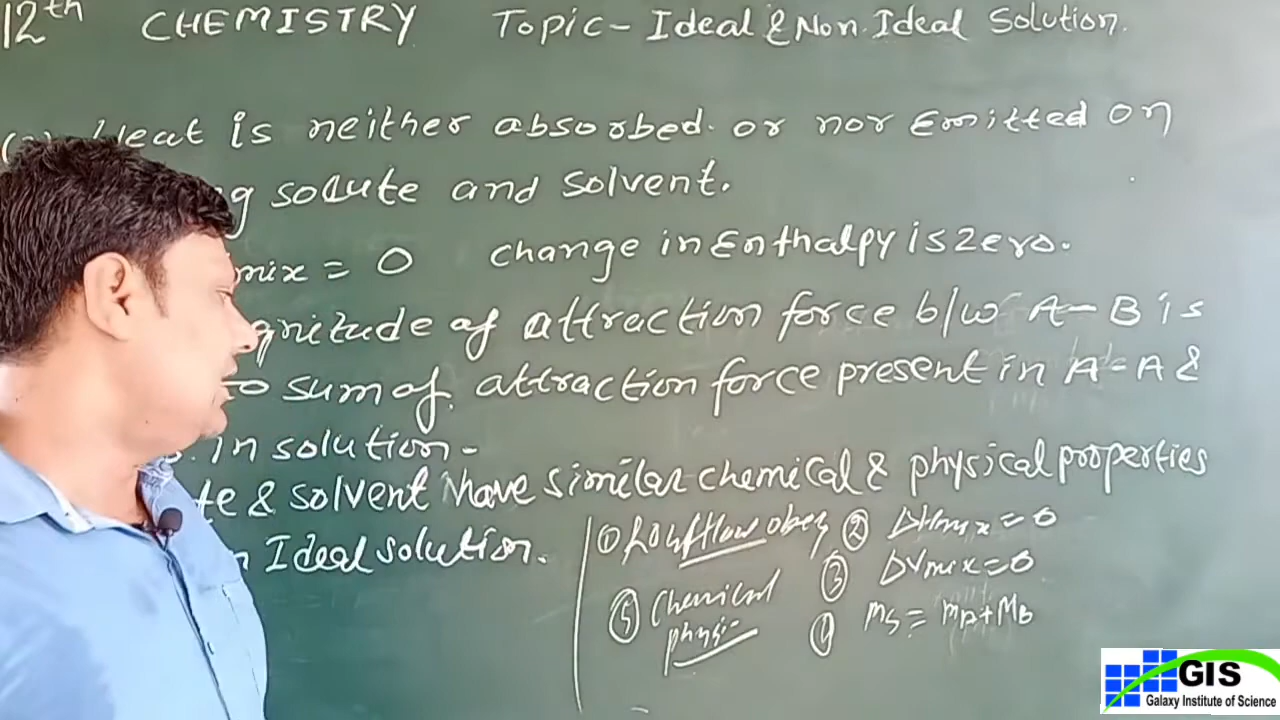 12th CHEMISTRY Topic - Ideal & Non. Ideal Solution.
Heat is neither absorbed. or nor Emitted on
g solute and solvent.
mix = 0 change in Enthalpy is zero.
gnitude of attraction force b/w A-B is
to sum of. attraction force present in A-A &
B. in solution-
te & solvent have similar chemical & physical properties
n Ideal solution.
① law obey ② ΔHmix = 0
③ ΔVmix = 0
⑤ Chemical
physi-
④ ms = mA + mB
GIS
Galaxy Institute of Science